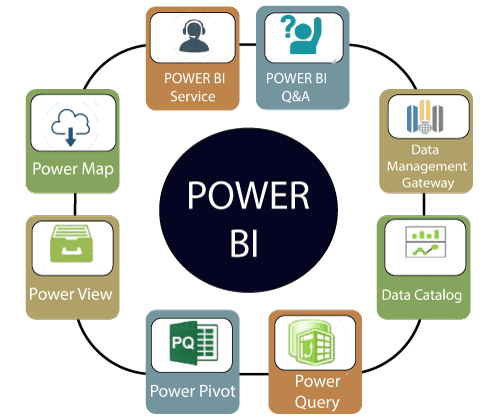 POWER BI
Service
POWER BI
Q&A
Data
Management
Gateway
Data Catalog
Power
Query
PQ
Power Pivot
Power View
Power Map
POWER
BI